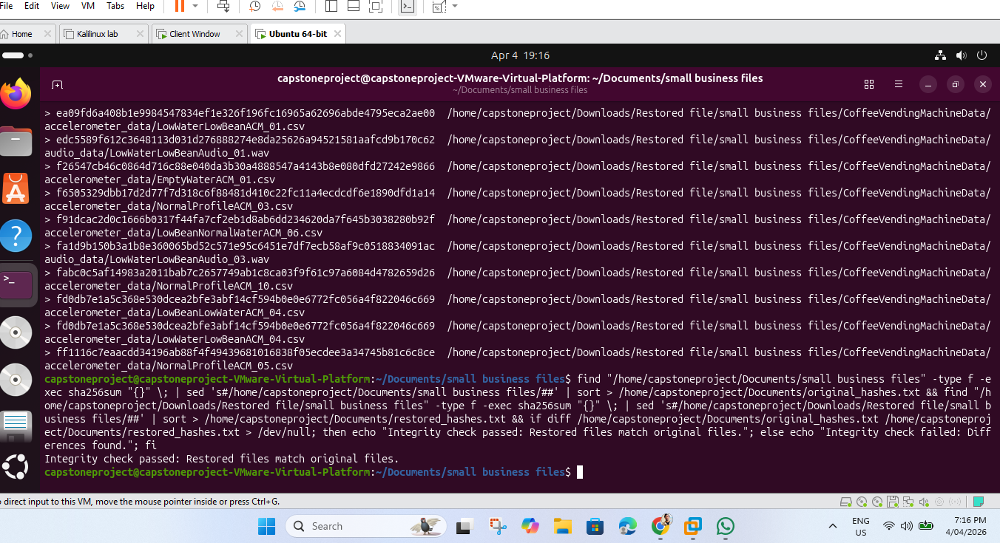 File Edit View VM Tabs Help
Home Kalilinux lab Client Window Ubuntu 64-bit
Apr 4 19:16
capstoneproject@capstoneproject-VMware-Virtual-Platform: ~/Documents/small business files
~/Documents/small business files
> ea09fd6a408b1e9984547834ef1e326f196fc16965a62696abde4795eca2ae00 /home/capstoneproject/Downloads/Restored file/small business files/CoffeeVendingMachineData/
accelerometer_data/LowWaterLowBeanACM_01.csv
> edc5589f612c3648113d031d276888274e8da25626a94521581aafcd9b170c62 /home/capstoneproject/Downloads/Restored file/small business files/CoffeeVendingMachineData/
audio_data/LowWaterLowBeanAudio_01.wav
> f26547cb46c0864d716c88e040da3b30a4888547a4143b8e080dfd27242e9866 /home/capstoneproject/Downloads/Restored file/small business files/CoffeeVendingMachineData/
accelerometer_data/EmptyWaterACM_01.csv
> f6505329dbb17d2d77f7d318c6f88481d410c22fc11a4ecdcdf6e1890dfd1a14 /home/capstoneproject/Downloads/Restored file/small business files/CoffeeVendingMachineData/
accelerometer_data/NormalProfileACM_03.csv
> f91dcac2d0c1666b0317f44fa7cf2eb1d8ab6dd234620da7f645b3038280b92f /home/capstoneproject/Downloads/Restored file/small business files/CoffeeVendingMachineData/
accelerometer_data/LowBeanNormalWaterACM_06.csv
> fa1d9b150b3a1b8e360065bd52c571e95c6451e7df7ecb58af9c0518834091ac /home/capstoneproject/Downloads/Restored file/small business files/CoffeeVendingMachineData/
audio_data/LowWaterLowBeanAudio_03.wav
> fabc0c5af14983a2011bab7c2657749ab1c8ca03f9f61c97a6084d4782659d26 /home/capstoneproject/Downloads/Restored file/small business files/CoffeeVendingMachineData/
accelerometer_data/NormalProfileACM_10.csv
> fd0db7e1a5c368e530dcea2bfe3abf14cf594b0e0e6772fc056a4f822046c669 /home/capstoneproject/Downloads/Restored file/small business files/CoffeeVendingMachineData/
accelerometer_data/LowBeanLowWaterACM_04.csv
> fd0db7e1a5c368e530dcea2bfe3abf14cf594b0e0e6772fc056a4f822046c669 /home/capstoneproject/Downloads/Restored file/small business files/CoffeeVendingMachineData/
accelerometer_data/LowWaterLowBeanACM_04.csv
> ff1116c7eaacdd34196ab88f4f49439681016838f05ecdee3a34745b81c6c8ce /home/capstoneproject/Downloads/Restored file/small business files/CoffeeVendingMachineData/
accelerometer_data/NormalProfileACM_05.csv
capstoneproject@capstoneproject-VMware-Virtual-Platform:~/Documents/small business files$ find "/home/capstoneproject/Documents/small business files" -type f -e
xec sha256sum "{}" \; | sed 's#/home/capstoneproject/Documents/small business files/##' | sort > /home/capstoneproject/Documents/original_hashes.txt && find "/h
ome/capstoneproject/Downloads/Restored file/small business files" -type f -exec sha256sum "{}" \; | sed 's#/home/capstoneproject/Downloads/Restored file/small b
usiness files/##' | sort > /home/capstoneproject/Documents/restored_hashes.txt && if diff /home/capstoneproject/Documents/original_hashes.txt /home/capstoneproj
ect/Documents/restored_hashes.txt > /dev/null; then echo "Integrity check passed: Restored files match original files."; else echo "Integrity check failed: Diff
erences found."; fi
Integrity check passed: Restored files match original files.
capstoneproject@capstoneproject-VMware-Virtual-Platform:~/Documents/small business files$
direct input to this VM, move the mouse pointer inside or press Ctrl+G.
Search
ENG
US
7:16 PM
4/04/2026